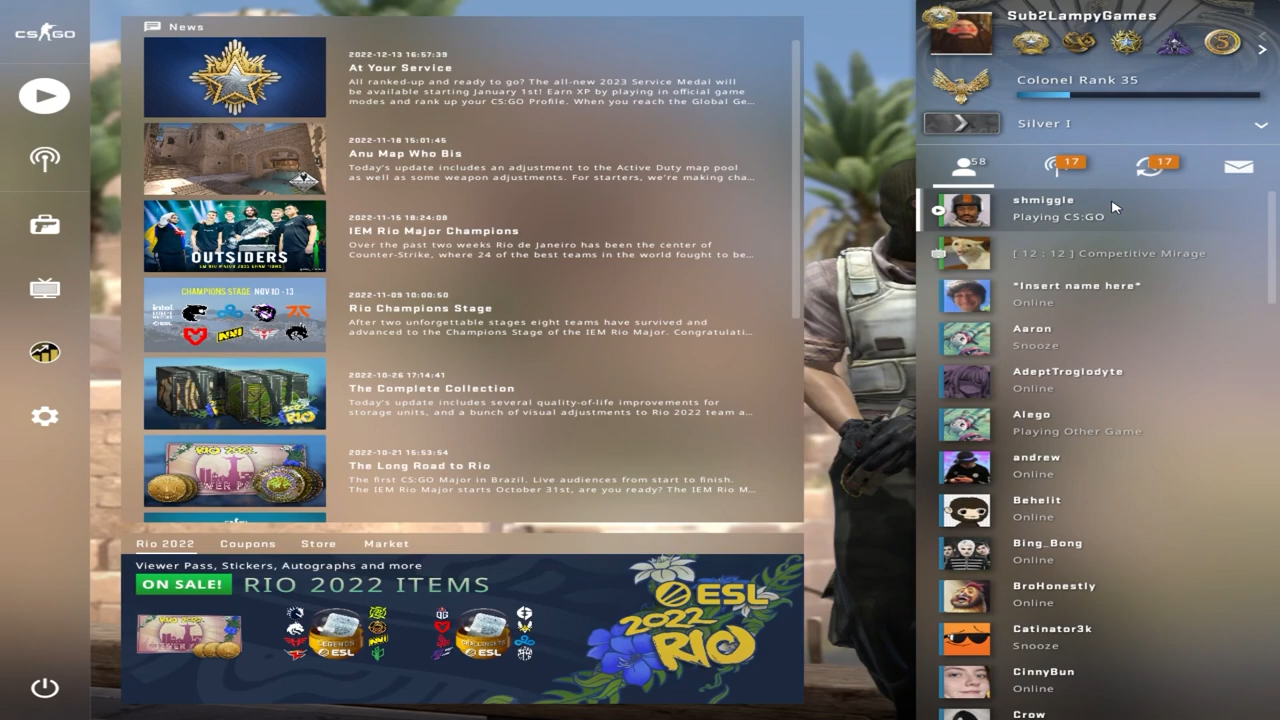 CS GO
News
2022-12-13 16:57:39
At Your Service
All ranked-up and ready to go? The all-new 2023 Service Medal will
be available starting January 1st! Earn XP by playing in official game
modes and rank up your CS:GO Profile. When you reach the Global Ge...
2022-11-18 15:01:45
Anu Map Who Bis
Today's update includes an adjustment to the Active Duty map pool
as well as some weapon adjustments. For starters, we're making cha...
2022-11-15 18:24:08
IEM Rio Major Champions
Over the past two weeks Rio de Janeiro has been the center of
Counter-Strike, where 24 of the best teams in the world fought to be...
OUTSIDERS
CHAMPIONS STAGE NOV 10 - 13
2022-11-09 10:00:50
Rio Champions Stage
After two unforgettable stages eight teams have survived and
advanced to the Champions Stage of the IEM Rio Major. Congratulati...
2022-10-26 17:14:41
The Complete Collection
Today's update includes several quality-of-life improvements for
storage units, and a bunch of visual adjustments to Rio 2022 team a...
2022
RIO
2022-10-21 15:53:54
The Long Road to Rio
The first CS:GO Major in Brazil. Live audiences from start to finish.
The IEM Rio Major starts October 31st, are you ready? The IEM Rio M...
RIO 2022
Rio 2022 Coupons Store Market
Viewer Pass, Stickers, Autographs and more
ON SALE! RIO 2022 ITEMS
LEGENDS
ESL
ESL
ESL
2022
RIO
Sub2LampyGames
5
Colonel Rank 35
Silver I
58 17 17
shmiggle
Playing CS:GO
[ 12 : 12 ] Competitive Mirage
*Insert name here*
Online
Aaron
Snooze
AdeptTroglodyte
Online
Alego
Playing Other Game
andrew
Online
Behelit
Online
Bing_Bong
Online
BroHonestly
Online
Catinator3k
Snooze
CinnyBun
Online
Crow